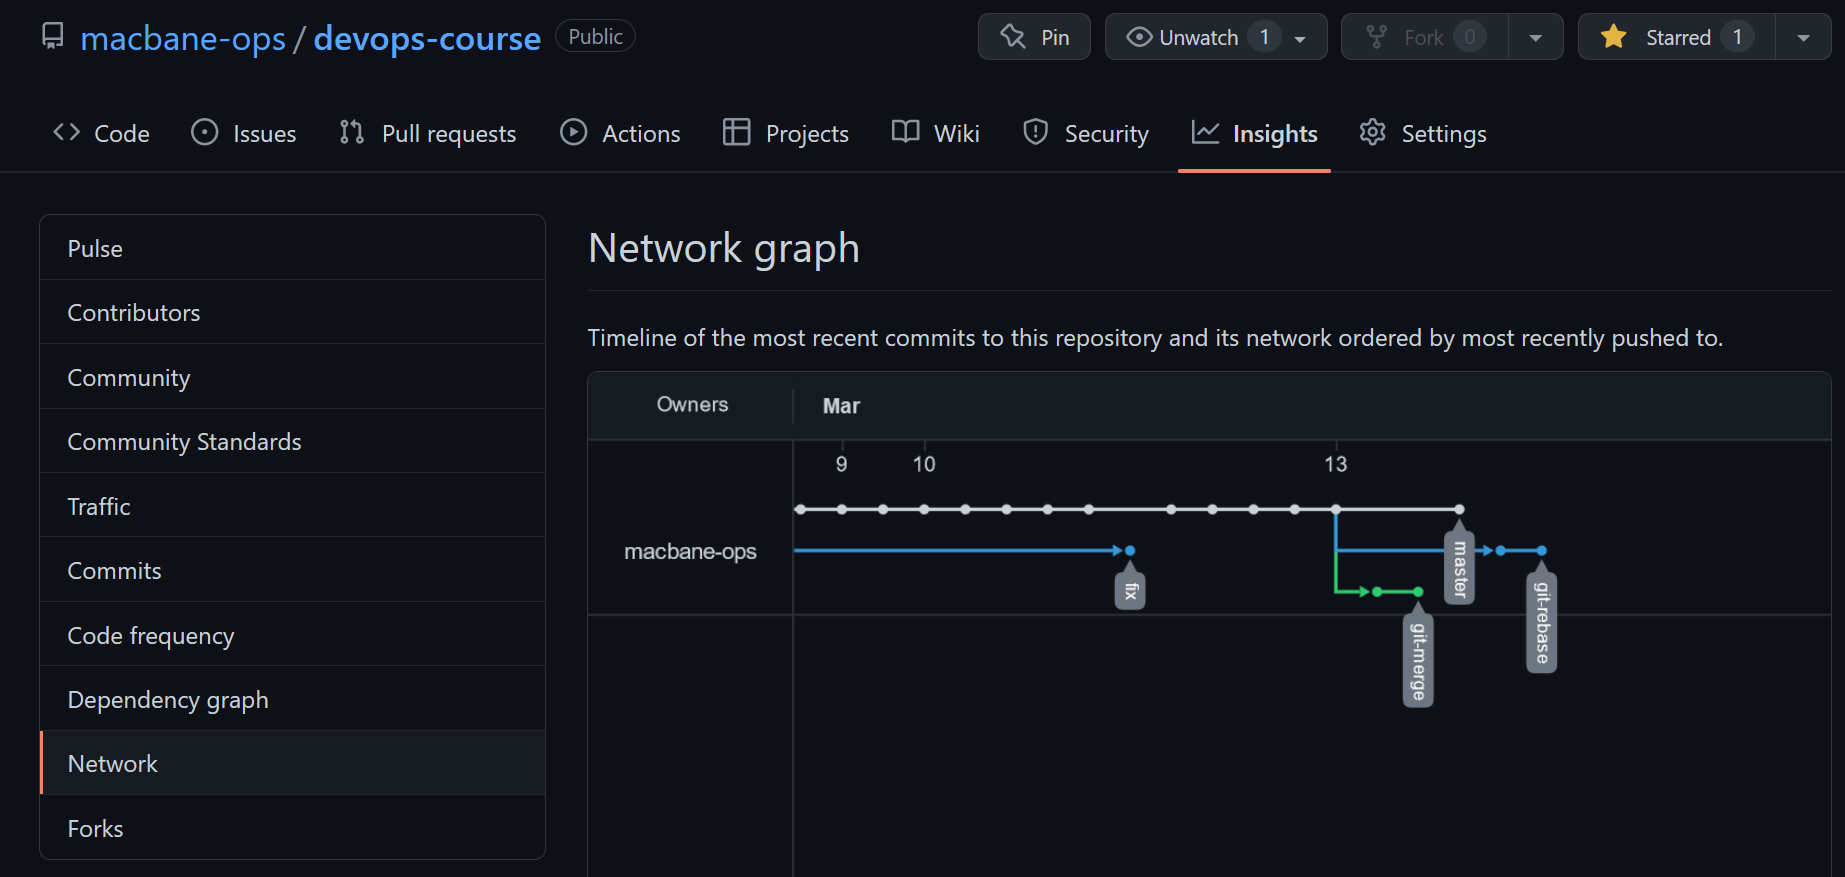 macbane-ops / devops-course Public
Pin
Unwatch 1
Fork 0
Starred 1
Code
Issues
Pull requests
Actions
Projects
Wiki
Security
Insights
Settings
Pulse
Contributors
Community
Community Standards
Traffic
Commits
Code frequency
Dependency graph
Network
Forks
Network graph
Timeline of the most recent commits to this repository and its network ordered by most recently pushed to.
Owners
Mar
9
10
13
macbane-ops
fix
master
git-merge
git-rebase